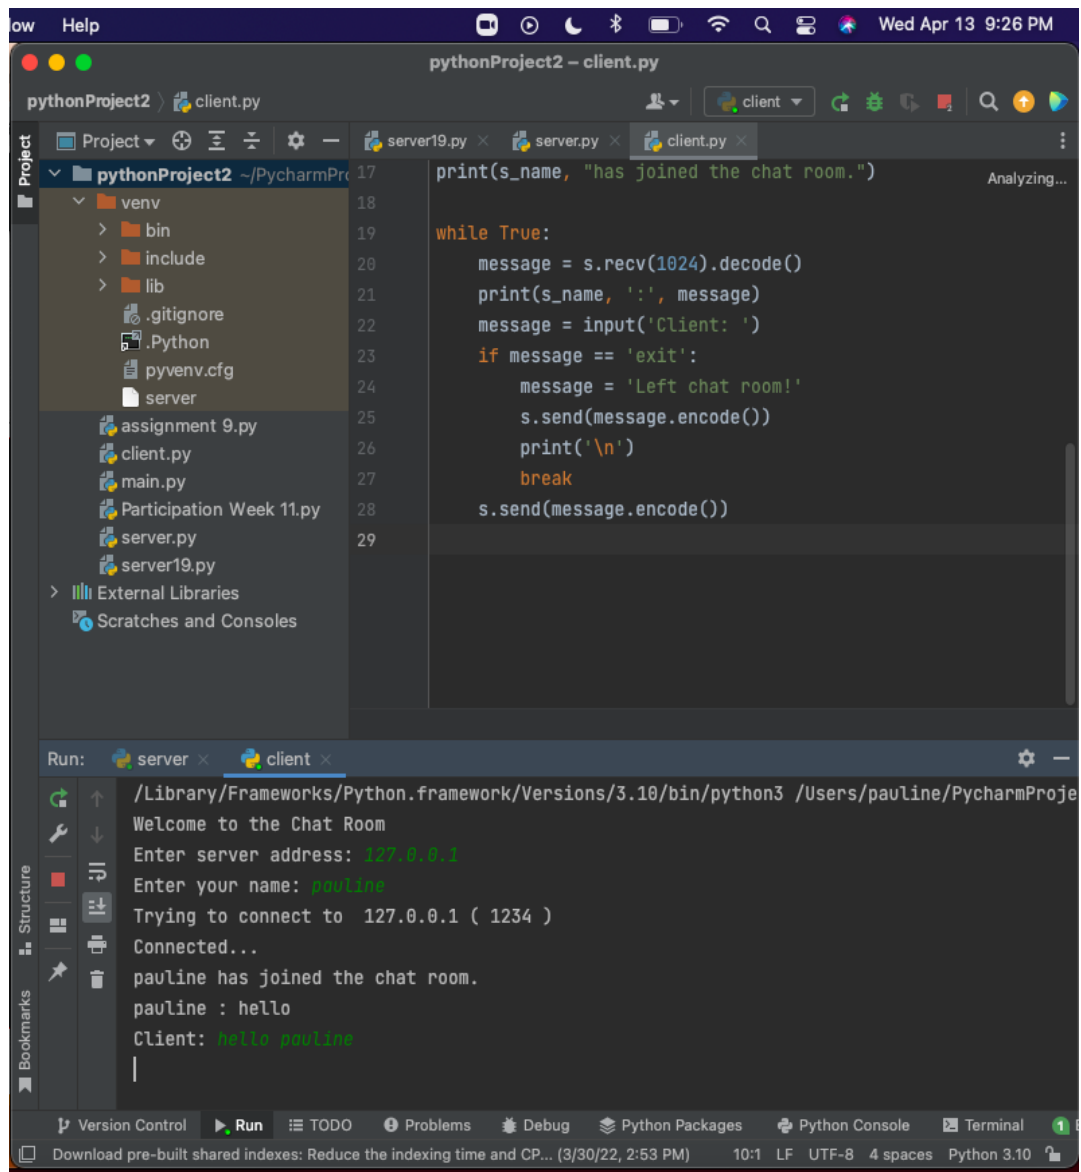 low Help Wed Apr 13 9:26 PM
pythonProject2 – client.py
pythonProject2 client.py client
Project
Project server19.py server.py client.py
pythonProject2 ~/PycharmPro
venv
bin
include
lib
.gitignore
.Python
pyvenv.cfg
server
assignment 9.py
client.py
main.py
Participation Week 11.py
server.py
server19.py
External Libraries
Scratches and Consoles
Analyzing...
17 print(s_name, "has joined the chat room.")
18
19 while True:
20 message = s.recv(1024).decode()
21 print(s_name, ':', message)
22 message = input('Client: ')
23 if message == 'exit':
24 message = 'Left chat room!'
25 s.send(message.encode())
26 print('\n')
27 break
28 s.send(message.encode())
29
Run: server client
/Library/Frameworks/Python.framework/Versions/3.10/bin/python3 /Users/pauline/PycharmProje
Welcome to the Chat Room
Enter server address: 127.0.0.1
Enter your name: pauline
Trying to connect to  127.0.0.1 ( 1234 )
Connected...
pauline has joined the chat room.
pauline : hello
Client: hello pauline
Structure
Bookmarks
Version Control Run TODO Problems Debug Python Packages Python Console Terminal 1
Download pre-built shared indexes: Reduce the indexing time and CP... (3/30/22, 2:53 PM) 10:1 LF UTF-8 4 spaces Python 3.10